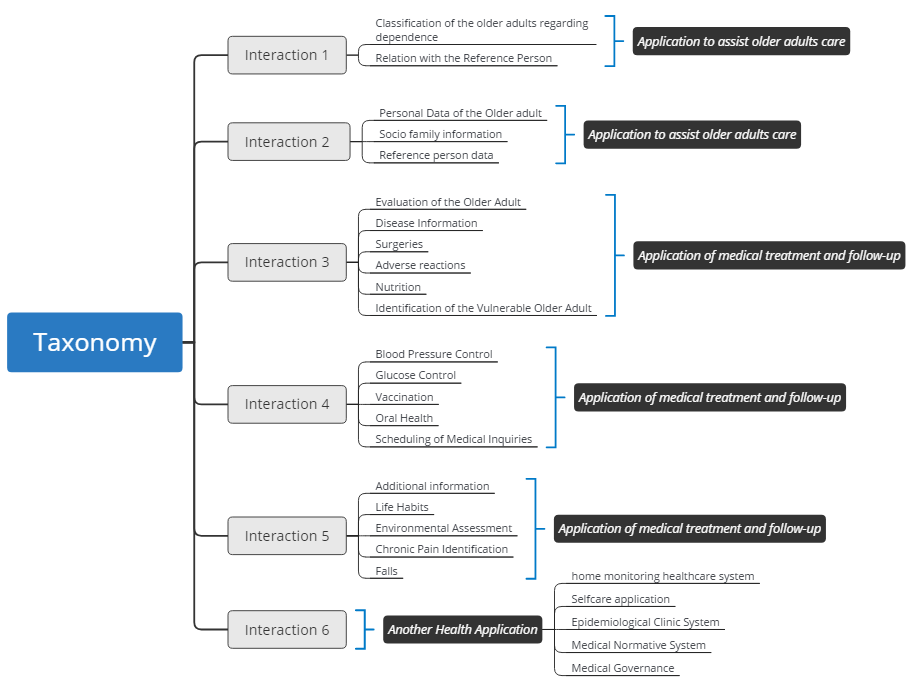 Taxonomy
Interaction 1
Classification of the older adults regarding
dependence
Relation with the Reference Person
Application to assist older adults care
Interaction 2
Personal Data of the Older adult
Socio family information
Reference person data
Application to assist older adults care
Interaction 3
Evaluation of the Older Adult
Disease Information
Surgeries
Adverse reactions
Nutrition
Identification of the Vulnerable Older Adult
Application of medical treatment and follow-up
Interaction 4
Blood Pressure Control
Glucose Control
Vaccination
Oral Health
Scheduling of Medical Inquiries
Application of medical treatment and follow-up
Interaction 5
Additional information
Life Habits
Environmental Assessment
Chronic Pain Identification
Falls
Application of medical treatment and follow-up
Interaction 6
Another Health Application
home monitoring healthcare system
Selfcare application
Epidemiological Clinic System
Medical Normative System
Medical Governance